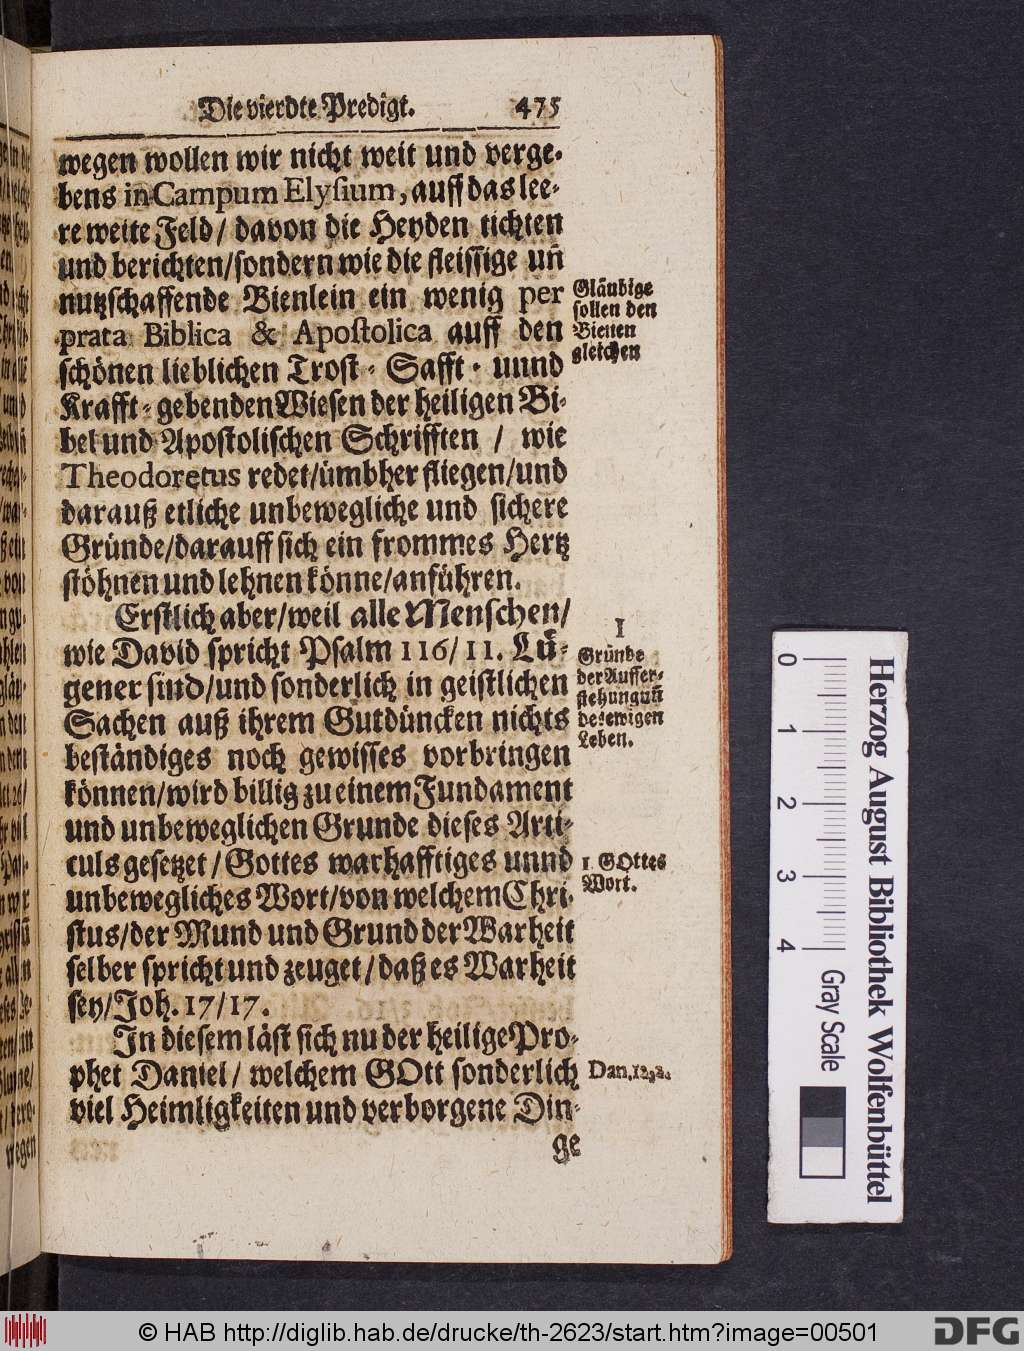 Die vierdte Predigt. 475
wegen wollen wir nicht weit und verge-
bens in Campum Elysium, auff das lee-
re weite Feld / davon die Heyden tichten
und berichten/sondern wie die fleissige uñ
nutzschaffende Bienlein ein wenig per
prata Biblica & Apostolica auff den
schönen lieblichen Trost- Safft- unnd
Krafft-gebenden Wiesen der heiligen Bi-
bel und Apostolischen Schrifften / wie
Theodoretus redet/ümbher fliegen/und
darauß etliche unbewegliche und sichere
Gründe/darauff sich ein frommes Hertz
stöhnen und lehnen könne/anführen.
Erstlich aber/weil alle Menschen/
wie David spricht Psalm 116/11. Lü-
gener sind/und sonderlich in geistlichen
Sachen auß ihrem Gutdüncken nichts
beständiges noch gewisses vorbringen
können/wird billig zu einem Fundament
und unbeweglichen Grunde dieses Arti-
culs gesetzet/Gottes warhafftiges unnd
unbewegliches Wort/von welchem Chri-
stus/der Mund und Grund der Warheit
selber spricht und zeuget/daß es Warheit
sey/Joh. 17/17.
In diesem läst sich nu der heilige Pro-
phet Daniel/ welchem GOtt sonderlich
viel Heimligkeiten und verborgene Din-
ge
Gläubige
sollen den
Bienen
gleichen
I
Gründe
der Auffer-
stehung uñ
des ewigen
Leben.
1. GOttes
Wort.
Dan. 12,2.
0 1 2 3 4
Gray Scale
Herzog August Bibliothek Wolfenbüttel
© HAB http://diglib.hab.de/drucke/th-2623/start.htm?image=00501
DFG